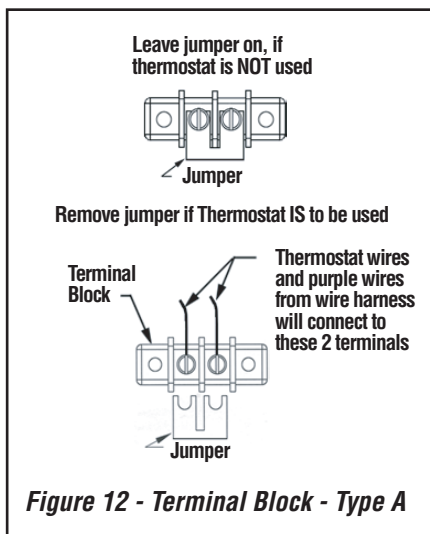 Leave jumper on, if
thermostat is NOT used
Jumper
Remove jumper if Thermostat IS to be used
Terminal
Block
Thermostat wires
and purple wires
from wire harness
will connect to
these 2 terminals
Jumper
Figure 12 - Terminal Block - Type A